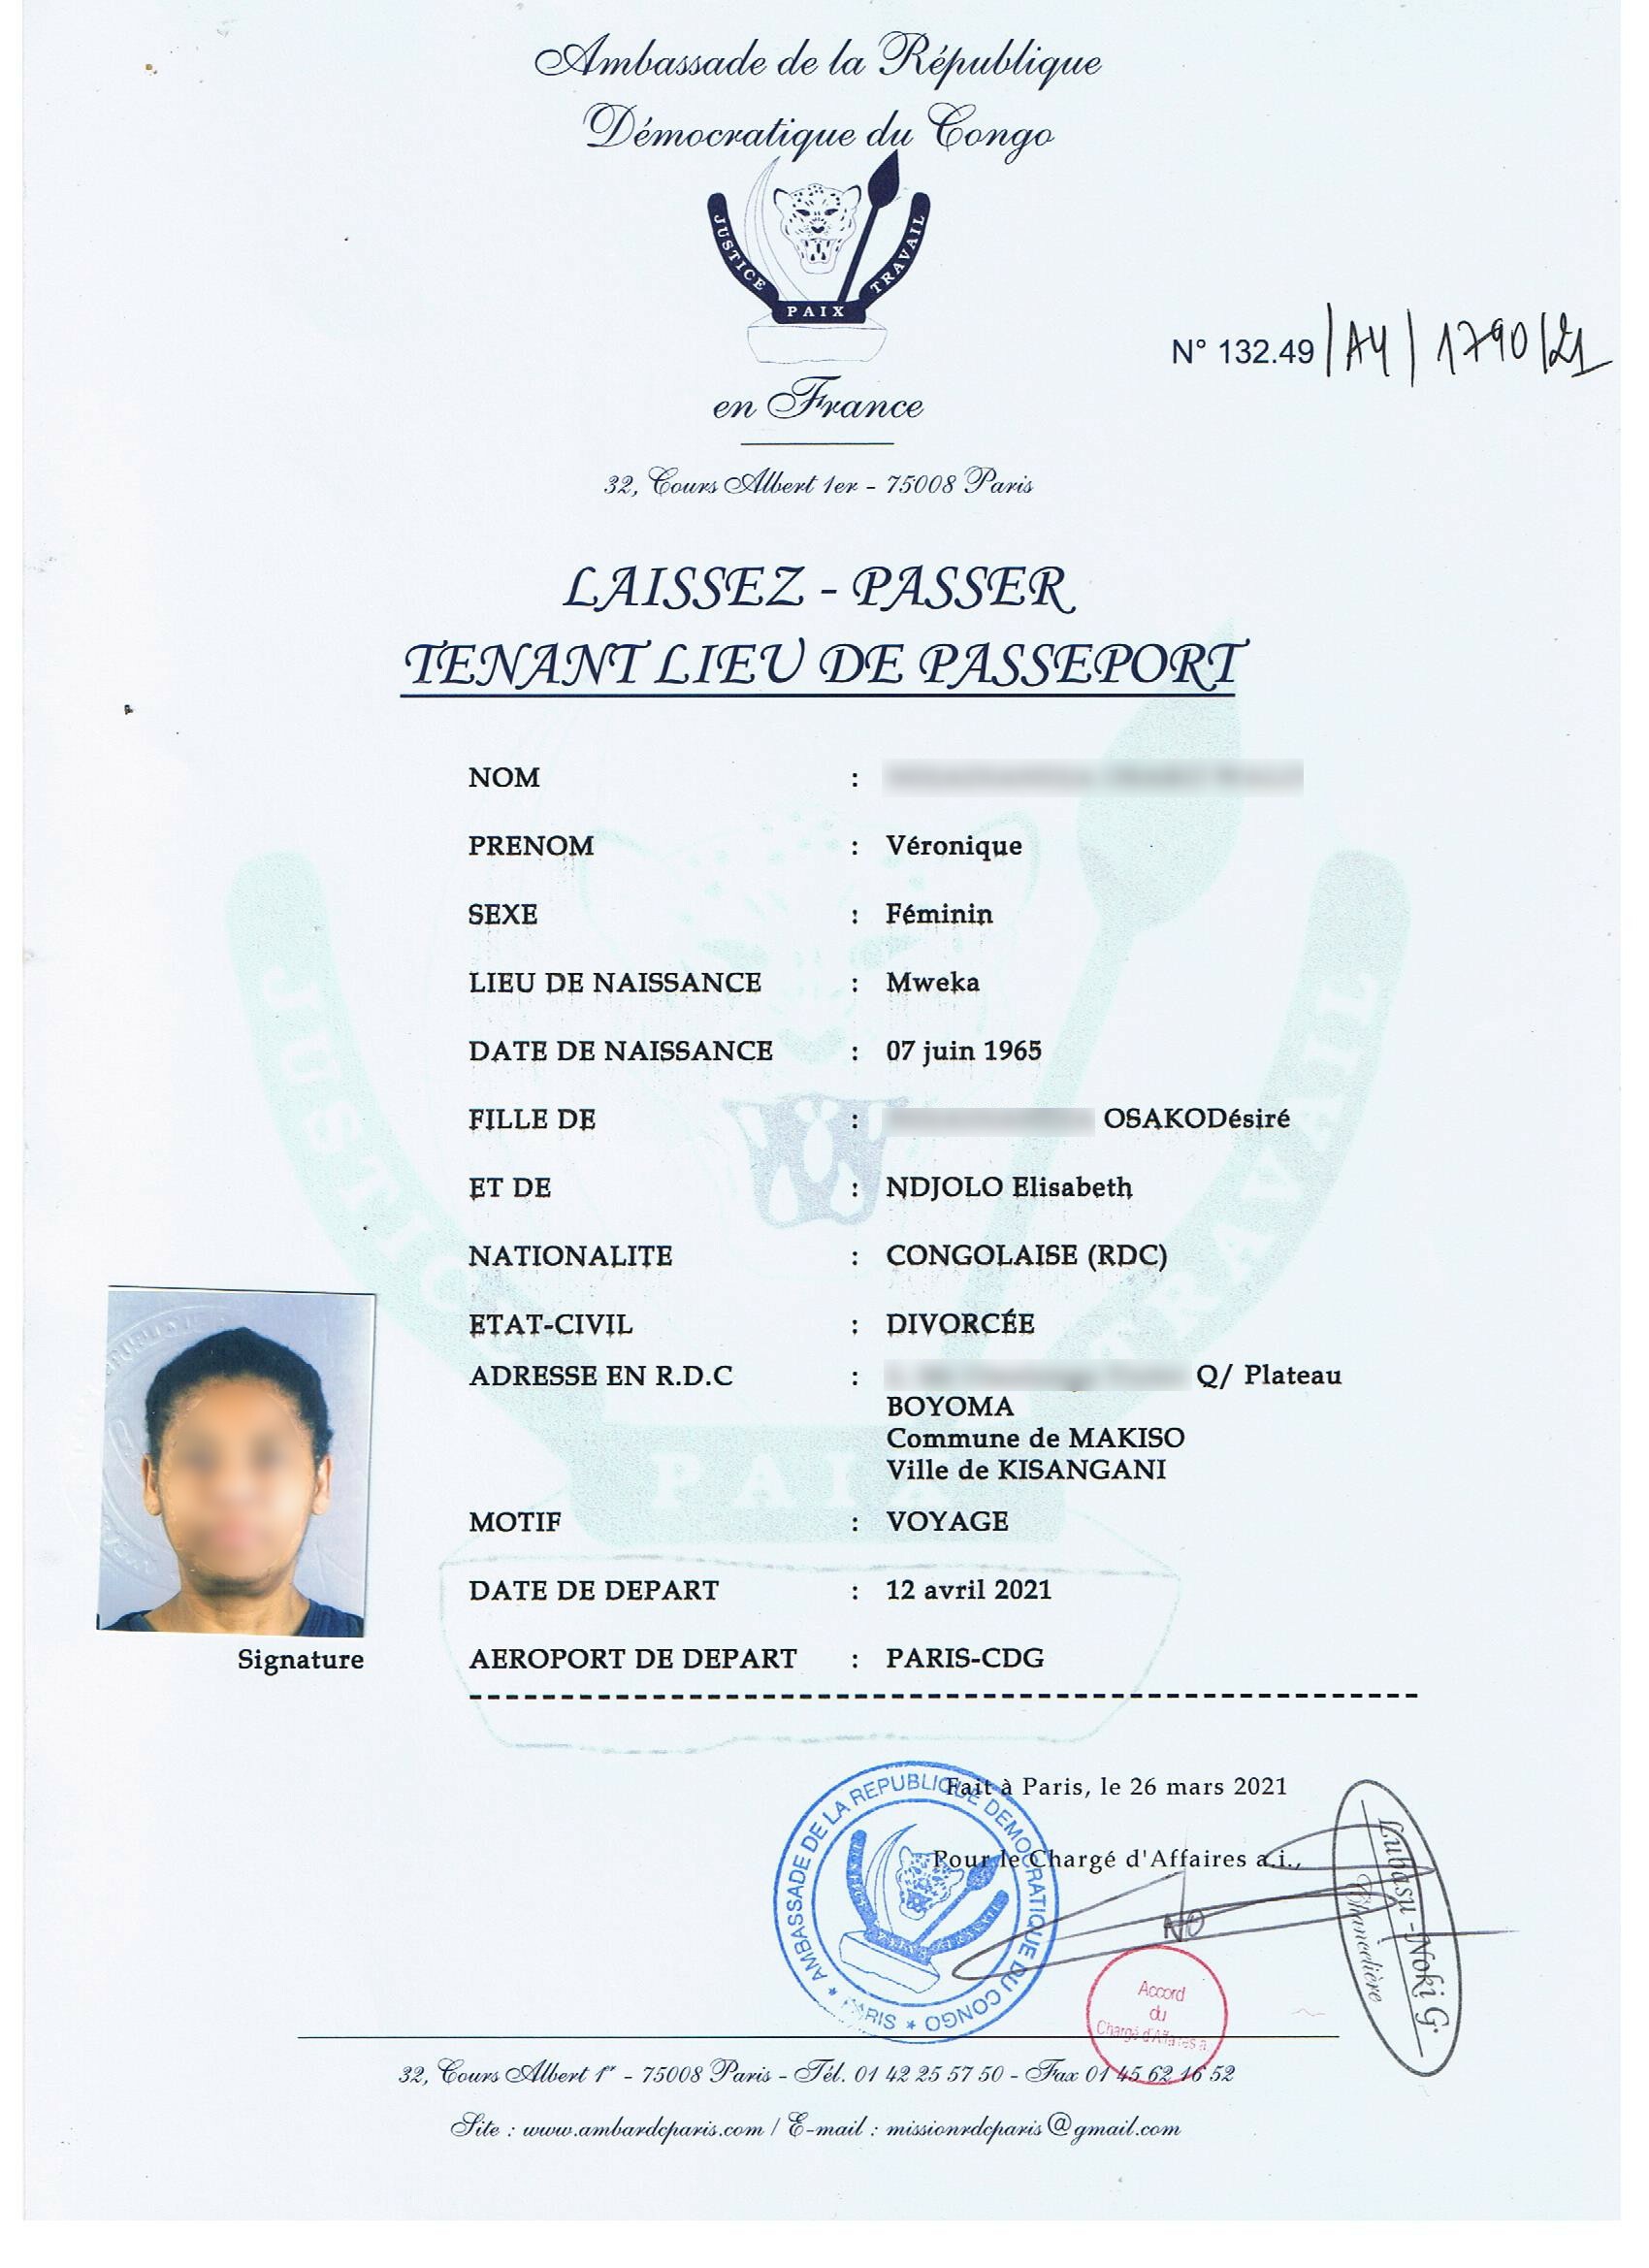 Ambassade de la République
Démocratique du Congo
JUSTICE PAIX TRAVAIL
N° 132.49/A4/1790/21
en France
32, Cours Albert 1er - 75008 Paris
LAISSEZ - PASSER
TENANT LIEU DE PASSEPORT
NOM :
PRENOM : Véronique
SEXE : Féminin
LIEU DE NAISSANCE : Mweka
DATE DE NAISSANCE : 07 juin 1965
FILLE DE : OSAKODésiré
ET DE : NDJOLO Elisabeth
NATIONALITE : CONGOLAISE (RDC)
ETAT-CIVIL : DIVORCÉE
ADRESSE EN R.D.C : Q/ Plateau
BOYOMA
Commune de MAKISO
Ville de KISANGANI
MOTIF : VOYAGE
DATE DE DEPART : 12 avril 2021
Signature
AEROPORT DE DEPART : PARIS-CDG
JUSTICE PAIX TRAVAIL
Fait à Paris, le 26 mars 2021
Pour le Chargé d'Affaires a.i.,
AMBASSADE DE LA REPUBLIQUE DEMOCRATIQUE DU CONGO
* PARIS *
Lubasu-Noki G.
Chancelière
Accord
du
Chargé d'Affaires a
32, Cours Albert 1er - 75008 Paris - Tél. 01 42 25 57 50 - Fax 01 45 62 16 52
Site : www.ambardcparis.com / E-mail : missionrdcparis@gmail.com